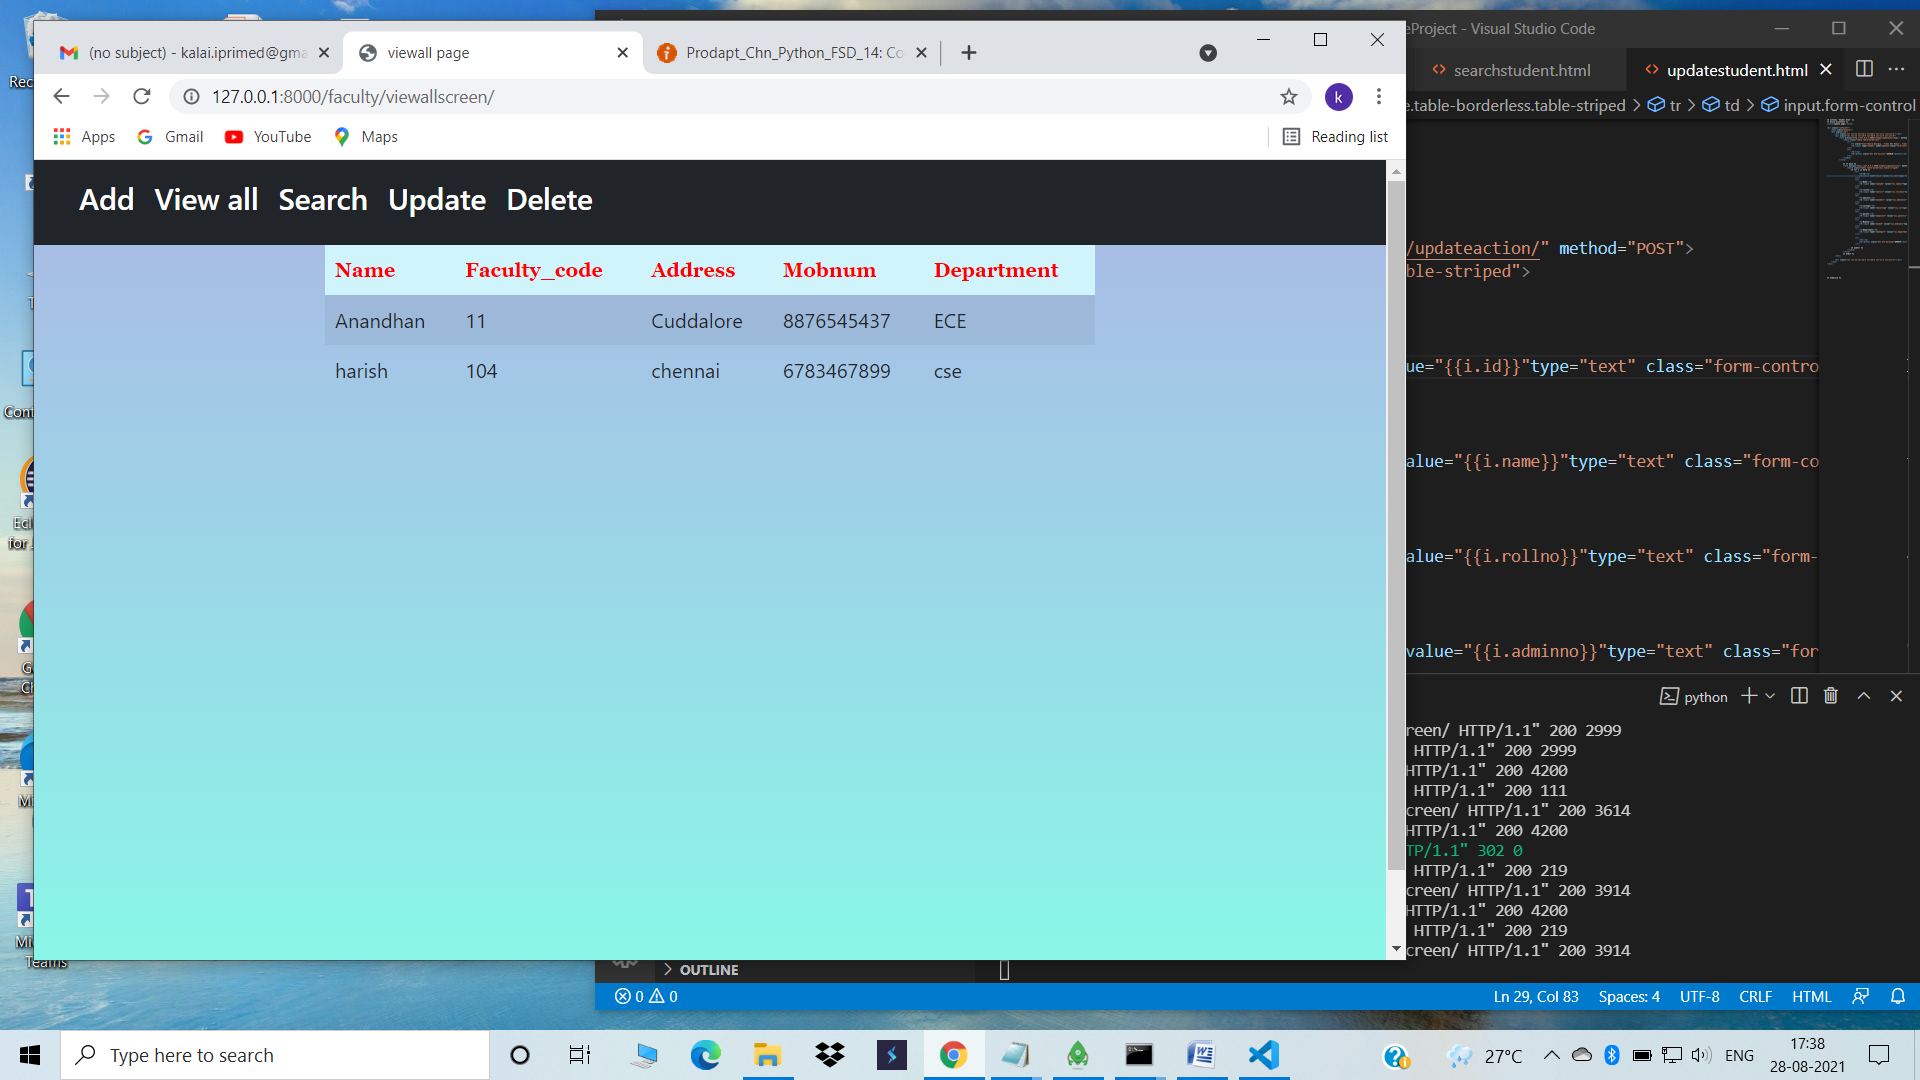 (no subject) - kalai.iprimed@gma
viewall page
Prodapt_Chn_Python_FSD_14: Co
127.0.0.1:8000/faculty/viewallscreen/
k
Apps
Gmail
YouTube
Maps
Reading list
Add View all Search Update Delete
Name Faculty_code Address Mobnum Department
Anandhan 11 Cuddalore 8876545437 ECE
harish 104 chennai 6783467899 cse
eProject - Visual Studio Code
searchstudent.html
updatestudent.html
e.table-borderless.table-striped > tr > td > input.form-control
/updateaction/" method="POST">
ble-striped">
ue="{{i.id}}"type="text" class="form-contro
alue="{{i.name}}"type="text" class="form-co
alue="{{i.rollno}}"type="text" class="form-
value="{{i.adminno}}"type="text" class="for
python
reen/ HTTP/1.1" 200 2999
HTTP/1.1" 200 2999
HTTP/1.1" 200 4200
HTTP/1.1" 200 111
creen/ HTTP/1.1" 200 3614
HTTP/1.1" 200 4200
TP/1.1" 302 0
HTTP/1.1" 200 219
creen/ HTTP/1.1" 200 3914
HTTP/1.1" 200 4200
HTTP/1.1" 200 219
creen/ HTTP/1.1" 200 3914
OUTLINE
0 0
Ln 29, Col 83 Spaces: 4 UTF-8 CRLF HTML
Rec
Cont
Ecl
for
G
Ch
Mi
Mi
Teams
Type here to search
27°C
ENG
17:38
28-08-2021